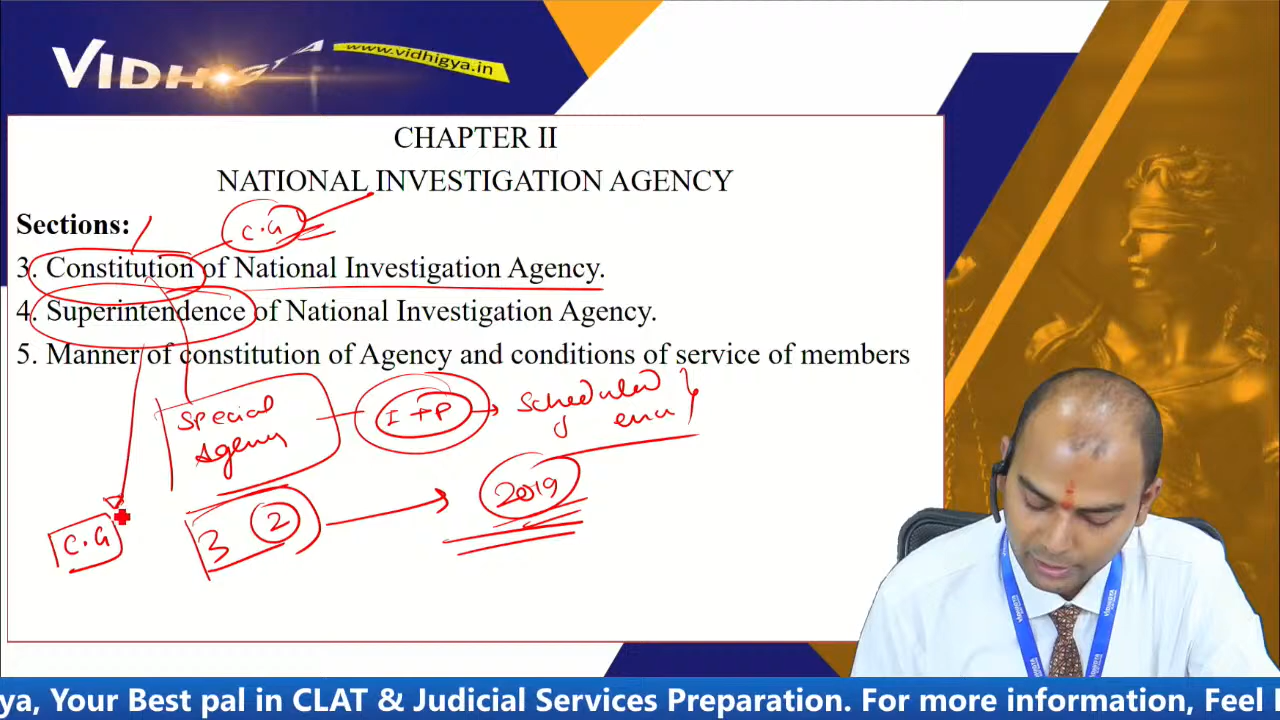 VIDHIGYA
www.vidhigya.in
CHAPTER II
NATIONAL INVESTIGATION AGENCY
Sections:
C.G
3. Constitution of National Investigation Agency.
4. Superintendence of National Investigation Agency.
5. Manner of constitution of Agency and conditions of service of members
Special
Agency
I + P
Scheduled
2019
3 2
C.G
VIDHIGYA
ya, Your Best pal in CLAT & Judicial Services Preparation. For more information, Feel